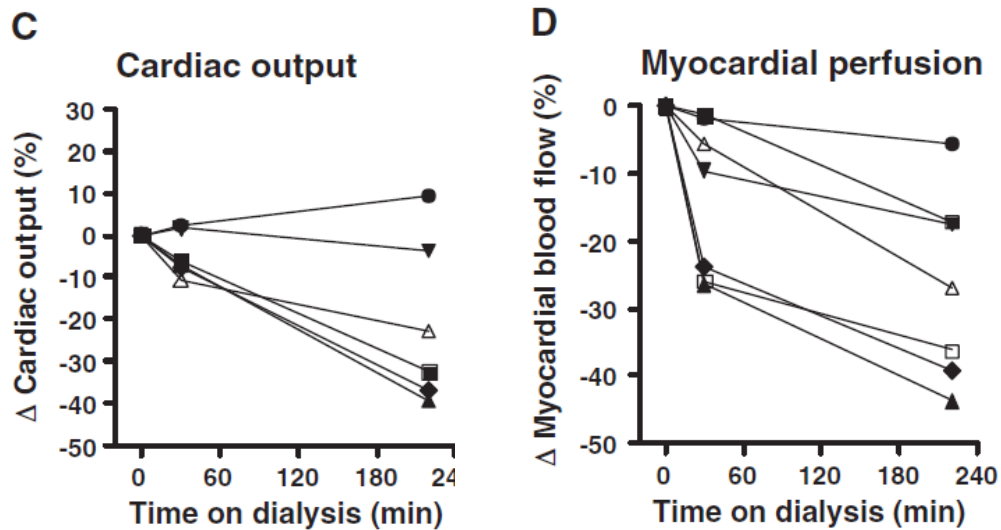 C
Cardiac output
Δ Cardiac output (%)
30
20
10
0
-10
-20
-30
-40
-50
0 60 120 180 24
Time on dialysis (min)
D
Myocardial perfusion
Δ Myocardial blood flow (%)
0
-10
-20
-30
-40
-50
0 60 120 180 240
Time on dialysis (min)